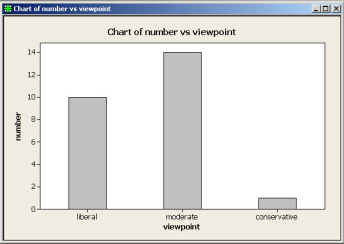 Chart of number vs viewpoint
Chart of number vs viewpoint
14
12
10
8
6
4
2
0
number
liberal moderate conservative
viewpoint